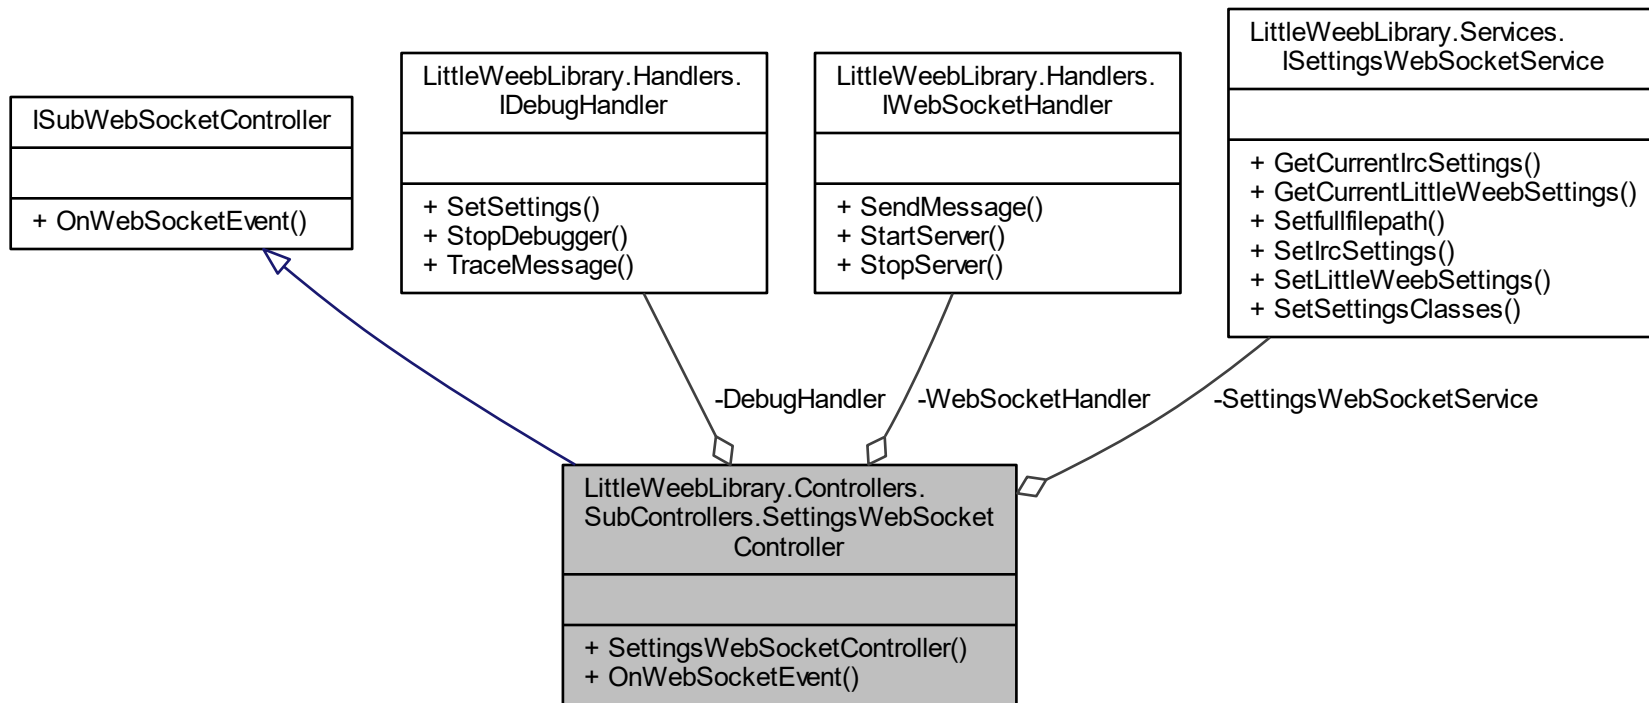 ISubWebSocketController
+ OnWebSocketEvent()
LittleWeebLibrary.Handlers.
IDebugHandler
+ SetSettings()
+ StopDebugger()
+ TraceMessage()
LittleWeebLibrary.Handlers.
IWebSocketHandler
+ SendMessage()
+ StartServer()
+ StopServer()
LittleWeebLibrary.Services.
ISettingsWebSocketService
+ GetCurrentIrcSettings()
+ GetCurrentLittleWeebSettings()
+ Setfullfilepath()
+ SetIrcSettings()
+ SetLittleWeebSettings()
+ SetSettingsClasses()
-DebugHandler
-WebSocketHandler
-SettingsWebSocketService
LittleWeebLibrary.Controllers.
SubControllers.SettingsWebSocket
Controller
+ SettingsWebSocketController()
+ OnWebSocketEvent()